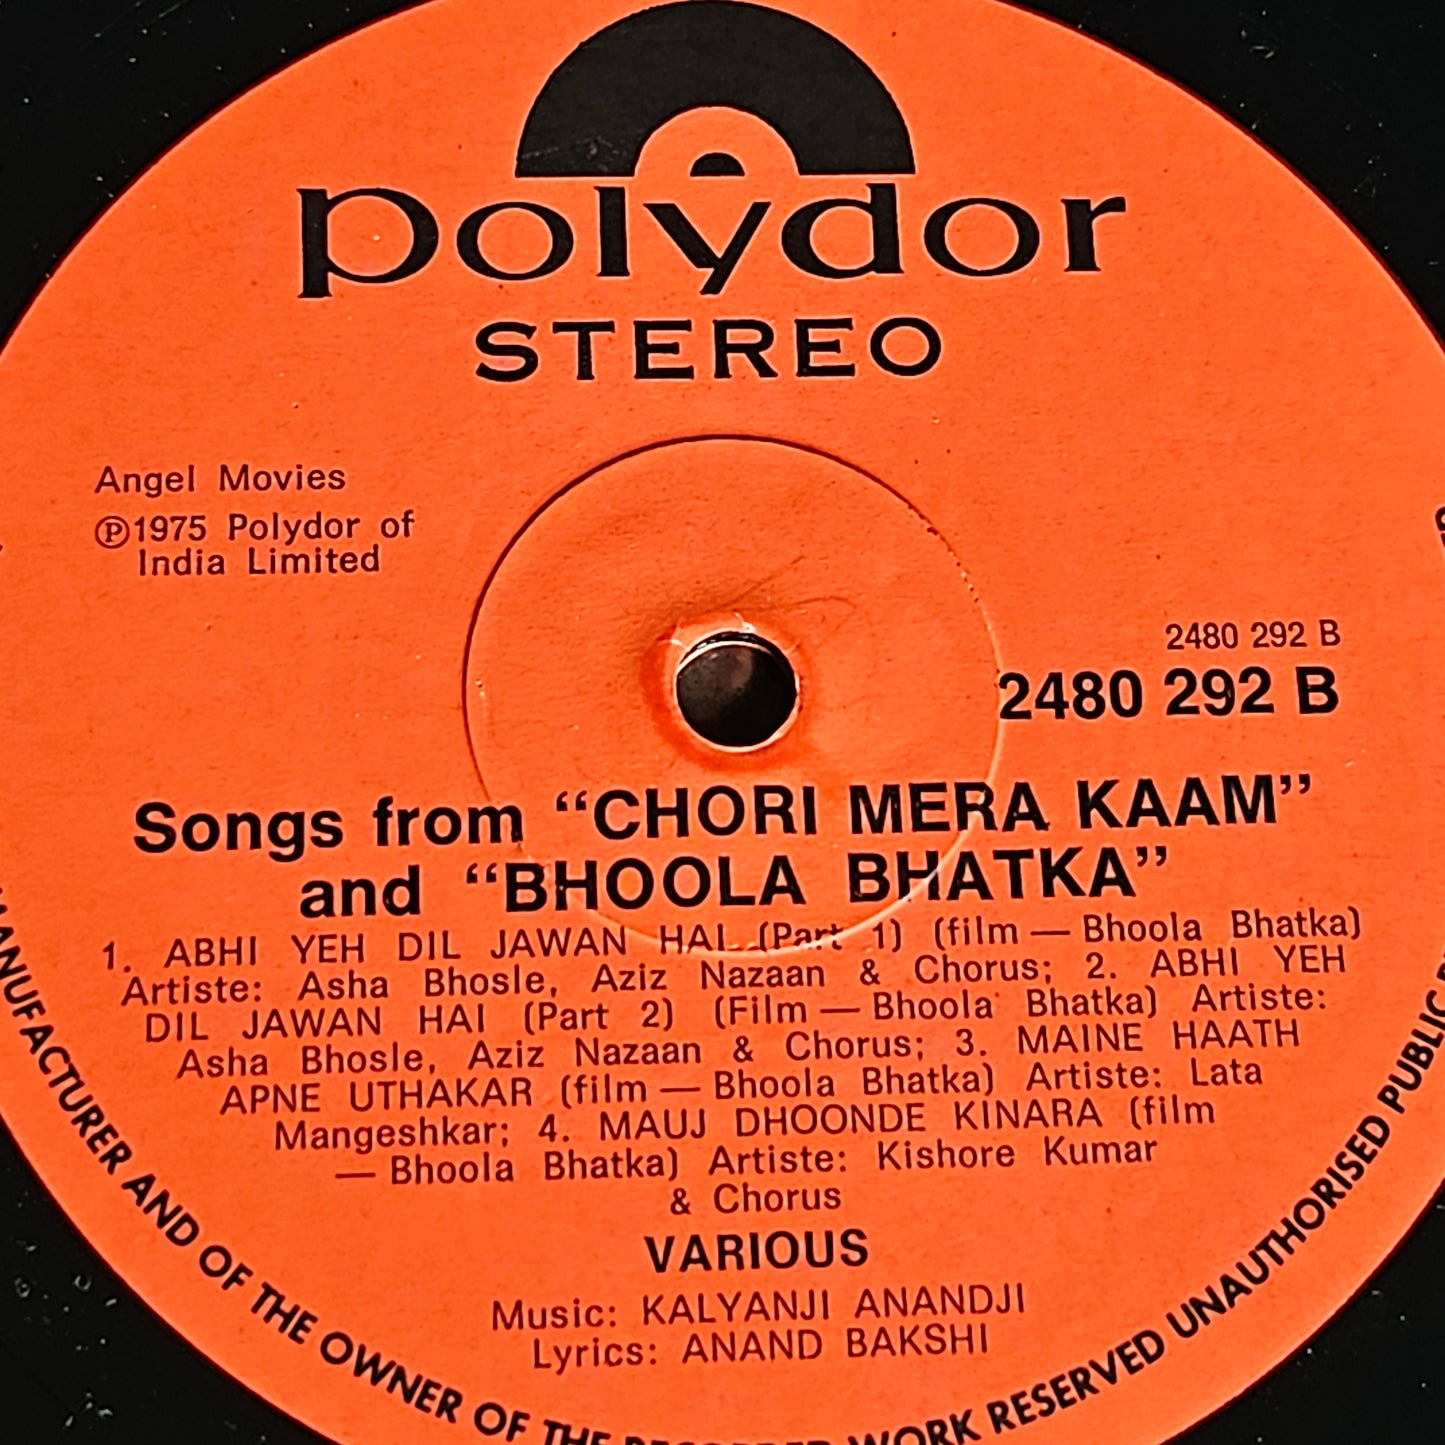 polydor
STEREO
Angel Movies
℗1975 Polydor of
India Limited
2480 292 B
2480 292 B
Songs from “CHORI MERA KAAM”
and “BHOOLA BHATKA”
1. ABHI YEH DIL JAWAN HAI (Part 1) (film — Bhoola Bhatka)
Artiste: Asha Bhosle, Aziz Nazaan & Chorus; 2. ABHI YEH
DIL JAWAN HAI (Part 2) (Film — Bhoola Bhatka) Artiste:
Asha Bhosle, Aziz Nazaan & Chorus; 3. MAINE HAATH
APNE UTHAKAR (film — Bhoola Bhatka) Artiste: Lata
Mangeshkar; 4. MAUJ DHOONDE KINARA (film
— Bhoola Bhatka) Artiste: Kishore Kumar
& Chorus
VARIOUS
Music: KALYANJI ANANDJI
Lyrics: ANAND BAKSHI
MANUFACTURER AND OF THE OWNER OF THE RECORDED WORK RESERVED UNAUTHORISED PUBLIC